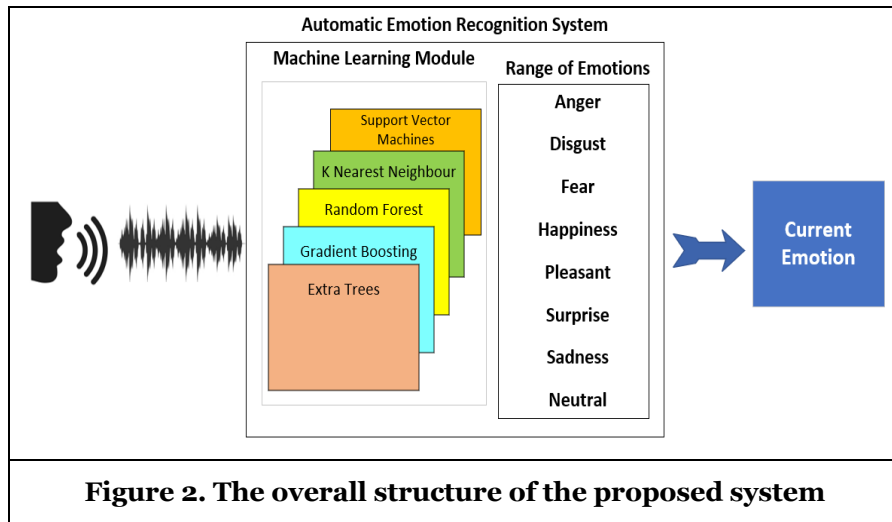 Automatic Emotion Recognition System
Machine Learning Module
Support Vector
Machines
K Nearest Neighbour
Random Forest
Gradient Boosting
Extra Trees
Range of Emotions
Anger
Disgust
Fear
Happiness
Pleasant
Surprise
Sadness
Neutral
Current
Emotion
Figure 2. The overall structure of the proposed system